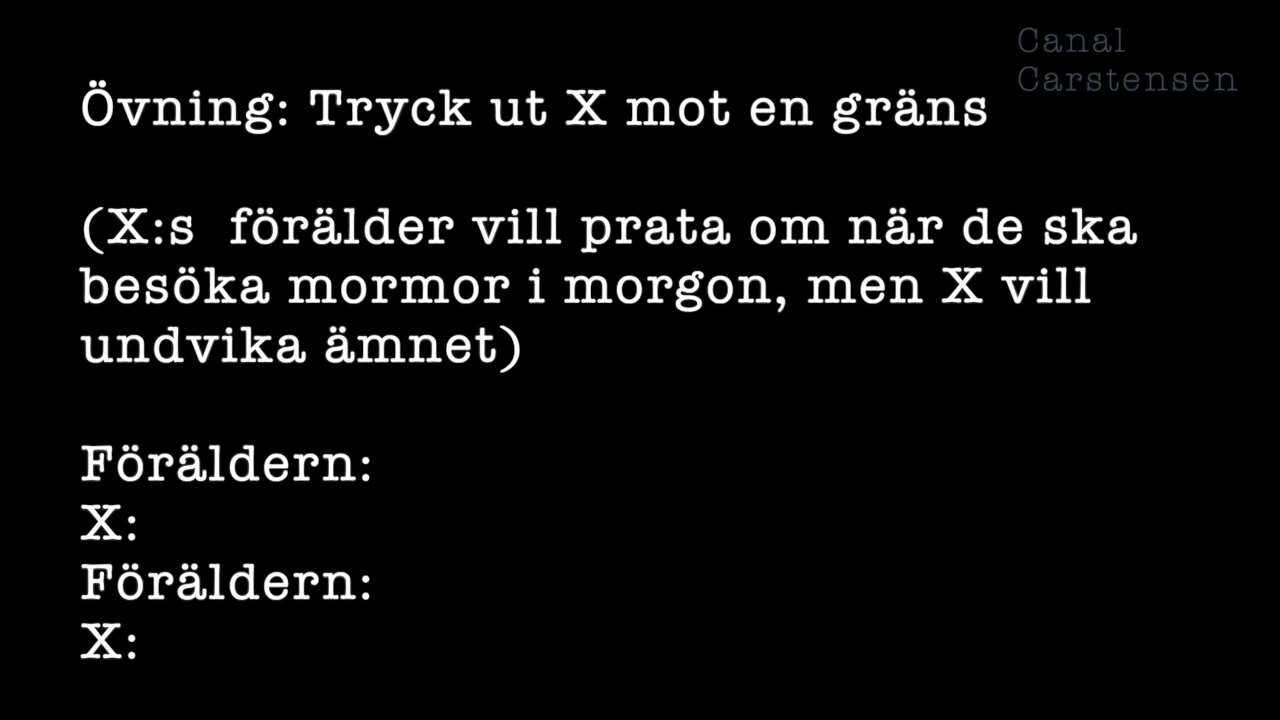 Canal
Carstensen
Övning: Tryck ut X mot en gräns
(X:s  förälder vill prata om när de ska
besöka mormor i morgon, men X vill
undvika ämnet)
Föräldern:
X:
Föräldern:
X: